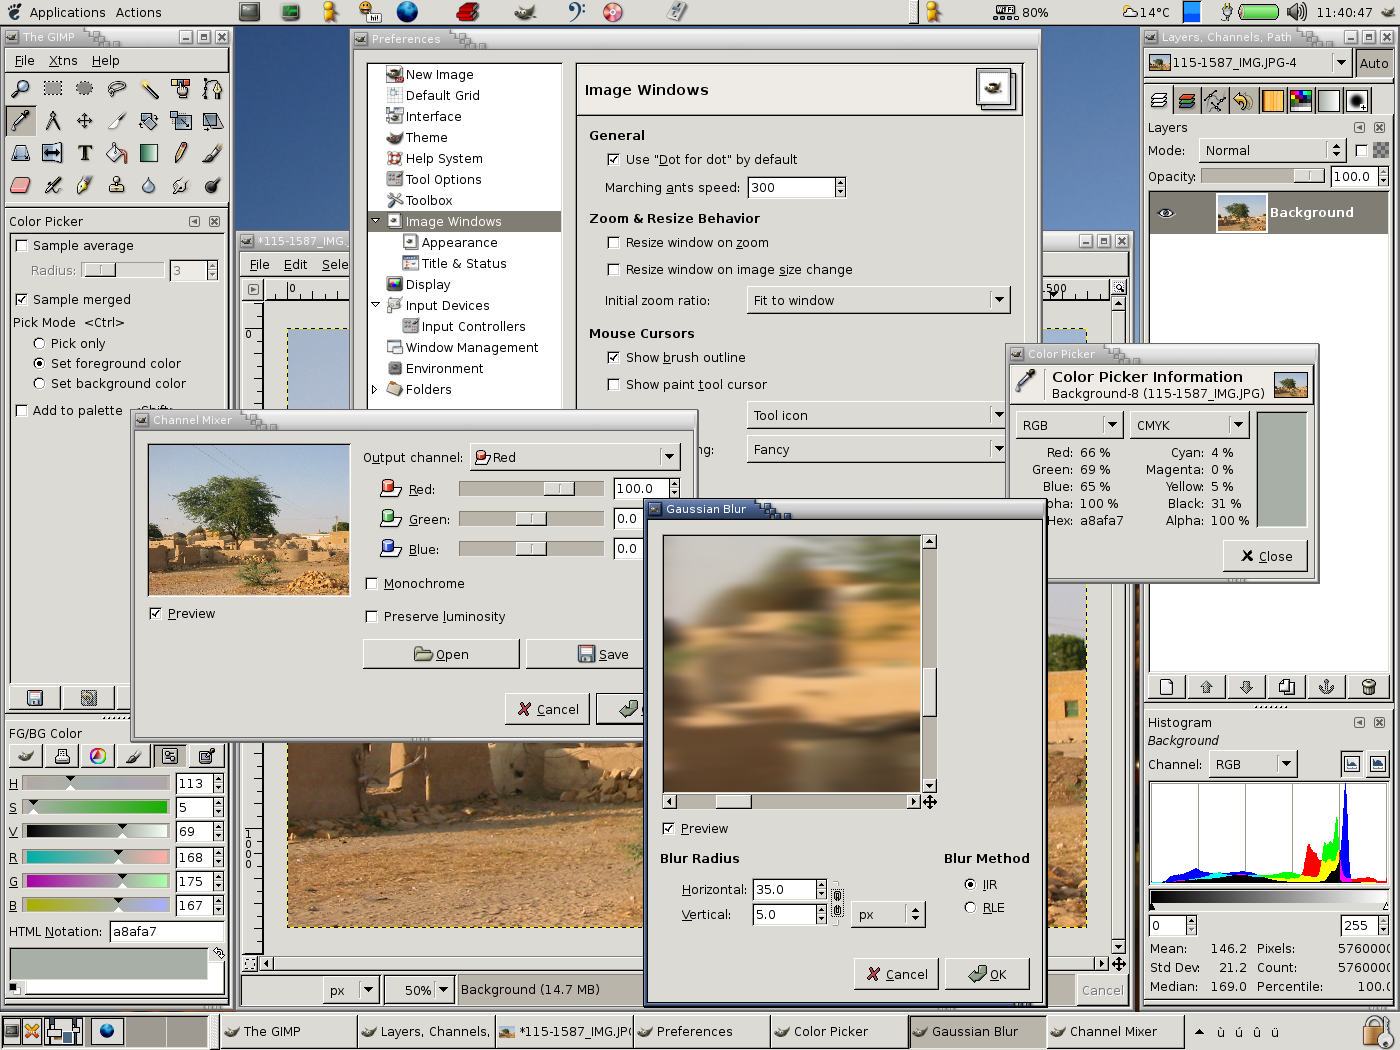 Applications Actions
hi!
WiFi 80%
14°C
11:40:47
The GIMP
File Xtns Help
Color Picker
Sample average
Radius: 3
Sample merged
Pick Mode <Ctrl>
Pick only
Set foreground color
Set background color
Add to palette
FG/BG Color
H 113
S 5
V 69
R 168
G 175
B 167
HTML Notation: a8afa7
Preferences
New Image
Default Grid
Interface
Theme
Help System
Tool Options
Toolbox
Image Windows
Appearance
Title & Status
Display
Input Devices
Input Controllers
Window Management
Environment
Folders
Image Windows
General
Use "Dot for dot" by default
Marching ants speed: 300
Zoom & Resize Behavior
Resize window on zoom
Resize window on image size change
Initial zoom ratio: Fit to window
Mouse Cursors
Show brush outline
Show paint tool cursor
Tool icon
ng: Fancy
*115-1587_IMG.
File Edit Sele
0 500
0
1000
px 50% Background (14.7 MB) Cancel
Channel Mixer
Output channel: Red
Red: 100.0
Green: 0.0
Blue: 0.0
Monochrome
Preserve luminosity
Preview
Open Save
Cancel
Gaussian Blur
Preview
Blur Radius Blur Method
Horizontal: 35.0 IIR
Vertical: 5.0 px RLE
Cancel OK
Color Picker
Color Picker Information
Background-8 (115-1587_IMG.JPG)
RGB CMYK
Red: 66 % Cyan: 4 %
Green: 69 % Magenta: 0 %
Blue: 65 % Yellow: 5 %
pha: 100 % Black: 31 %
Hex: a8afa7 Alpha: 100 %
Close
Layers, Channels, Path
115-1587_IMG.JPG-4 Auto
Layers
Mode: Normal
Opacity: 100.0
Background
Histogram
Background
Channel: RGB
0 255
Mean: 146.2 Pixels: 5760000
Std Dev: 21.2 Count: 5760000
Median: 169.0 Percentile: 100.
The GIMP Layers, Channels, *115-1587_IMG.JP Preferences Color Picker Gaussian Blur Channel Mixer ù ú û ü